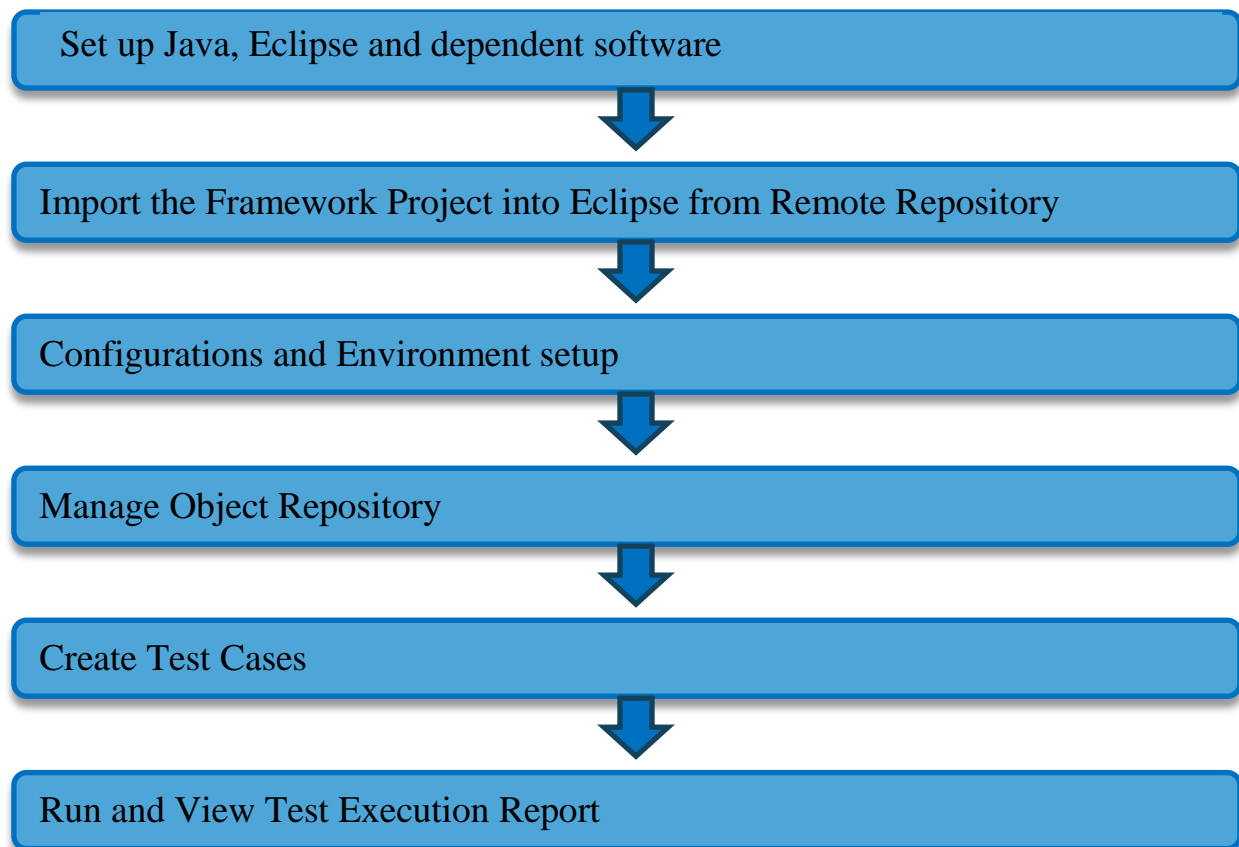 Set up Java, Eclipse and dependent software
Import the Framework Project into Eclipse from Remote Repository
Configurations and Environment setup
Manage Object Repository
Create Test Cases
Run and View Test Execution Report